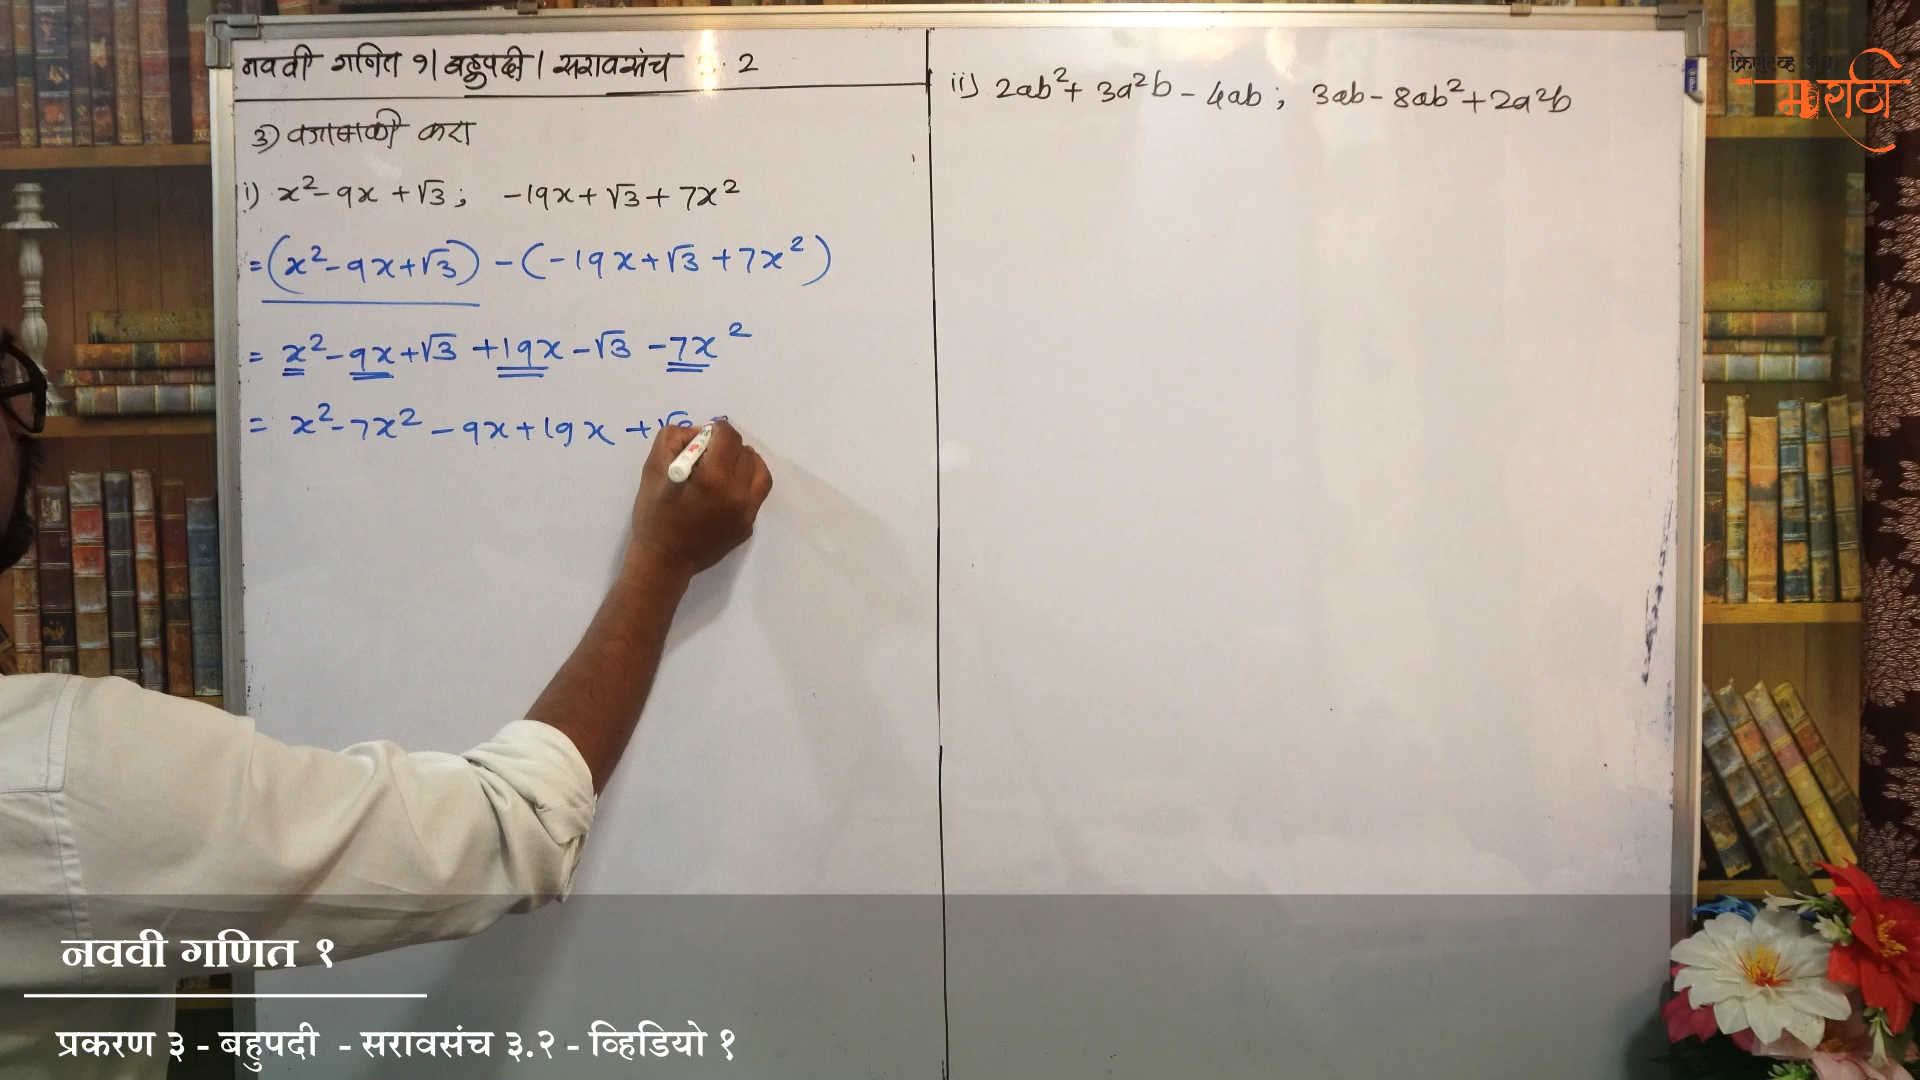 नववी गणित १ | बहुपदी | सरावसंच 2
3) वजाबाकी करा
i) x² - 9x + √3 ; -19x + √3 + 7x²
= (x² - 9x + √3) - (-19x + √3 + 7x²)
= x² - 9x + √3 + 19x - √3 - 7x²
= x² - 7x² - 9x + 19x + √3
ii) 2ab² + 3a²b - 4ab ; 3ab - 8ab² + 2a²b
मराठी
नववी गणित १
प्रकरण ३ - बहुपदी - सरावसंच ३.२ - व्हिडियो १